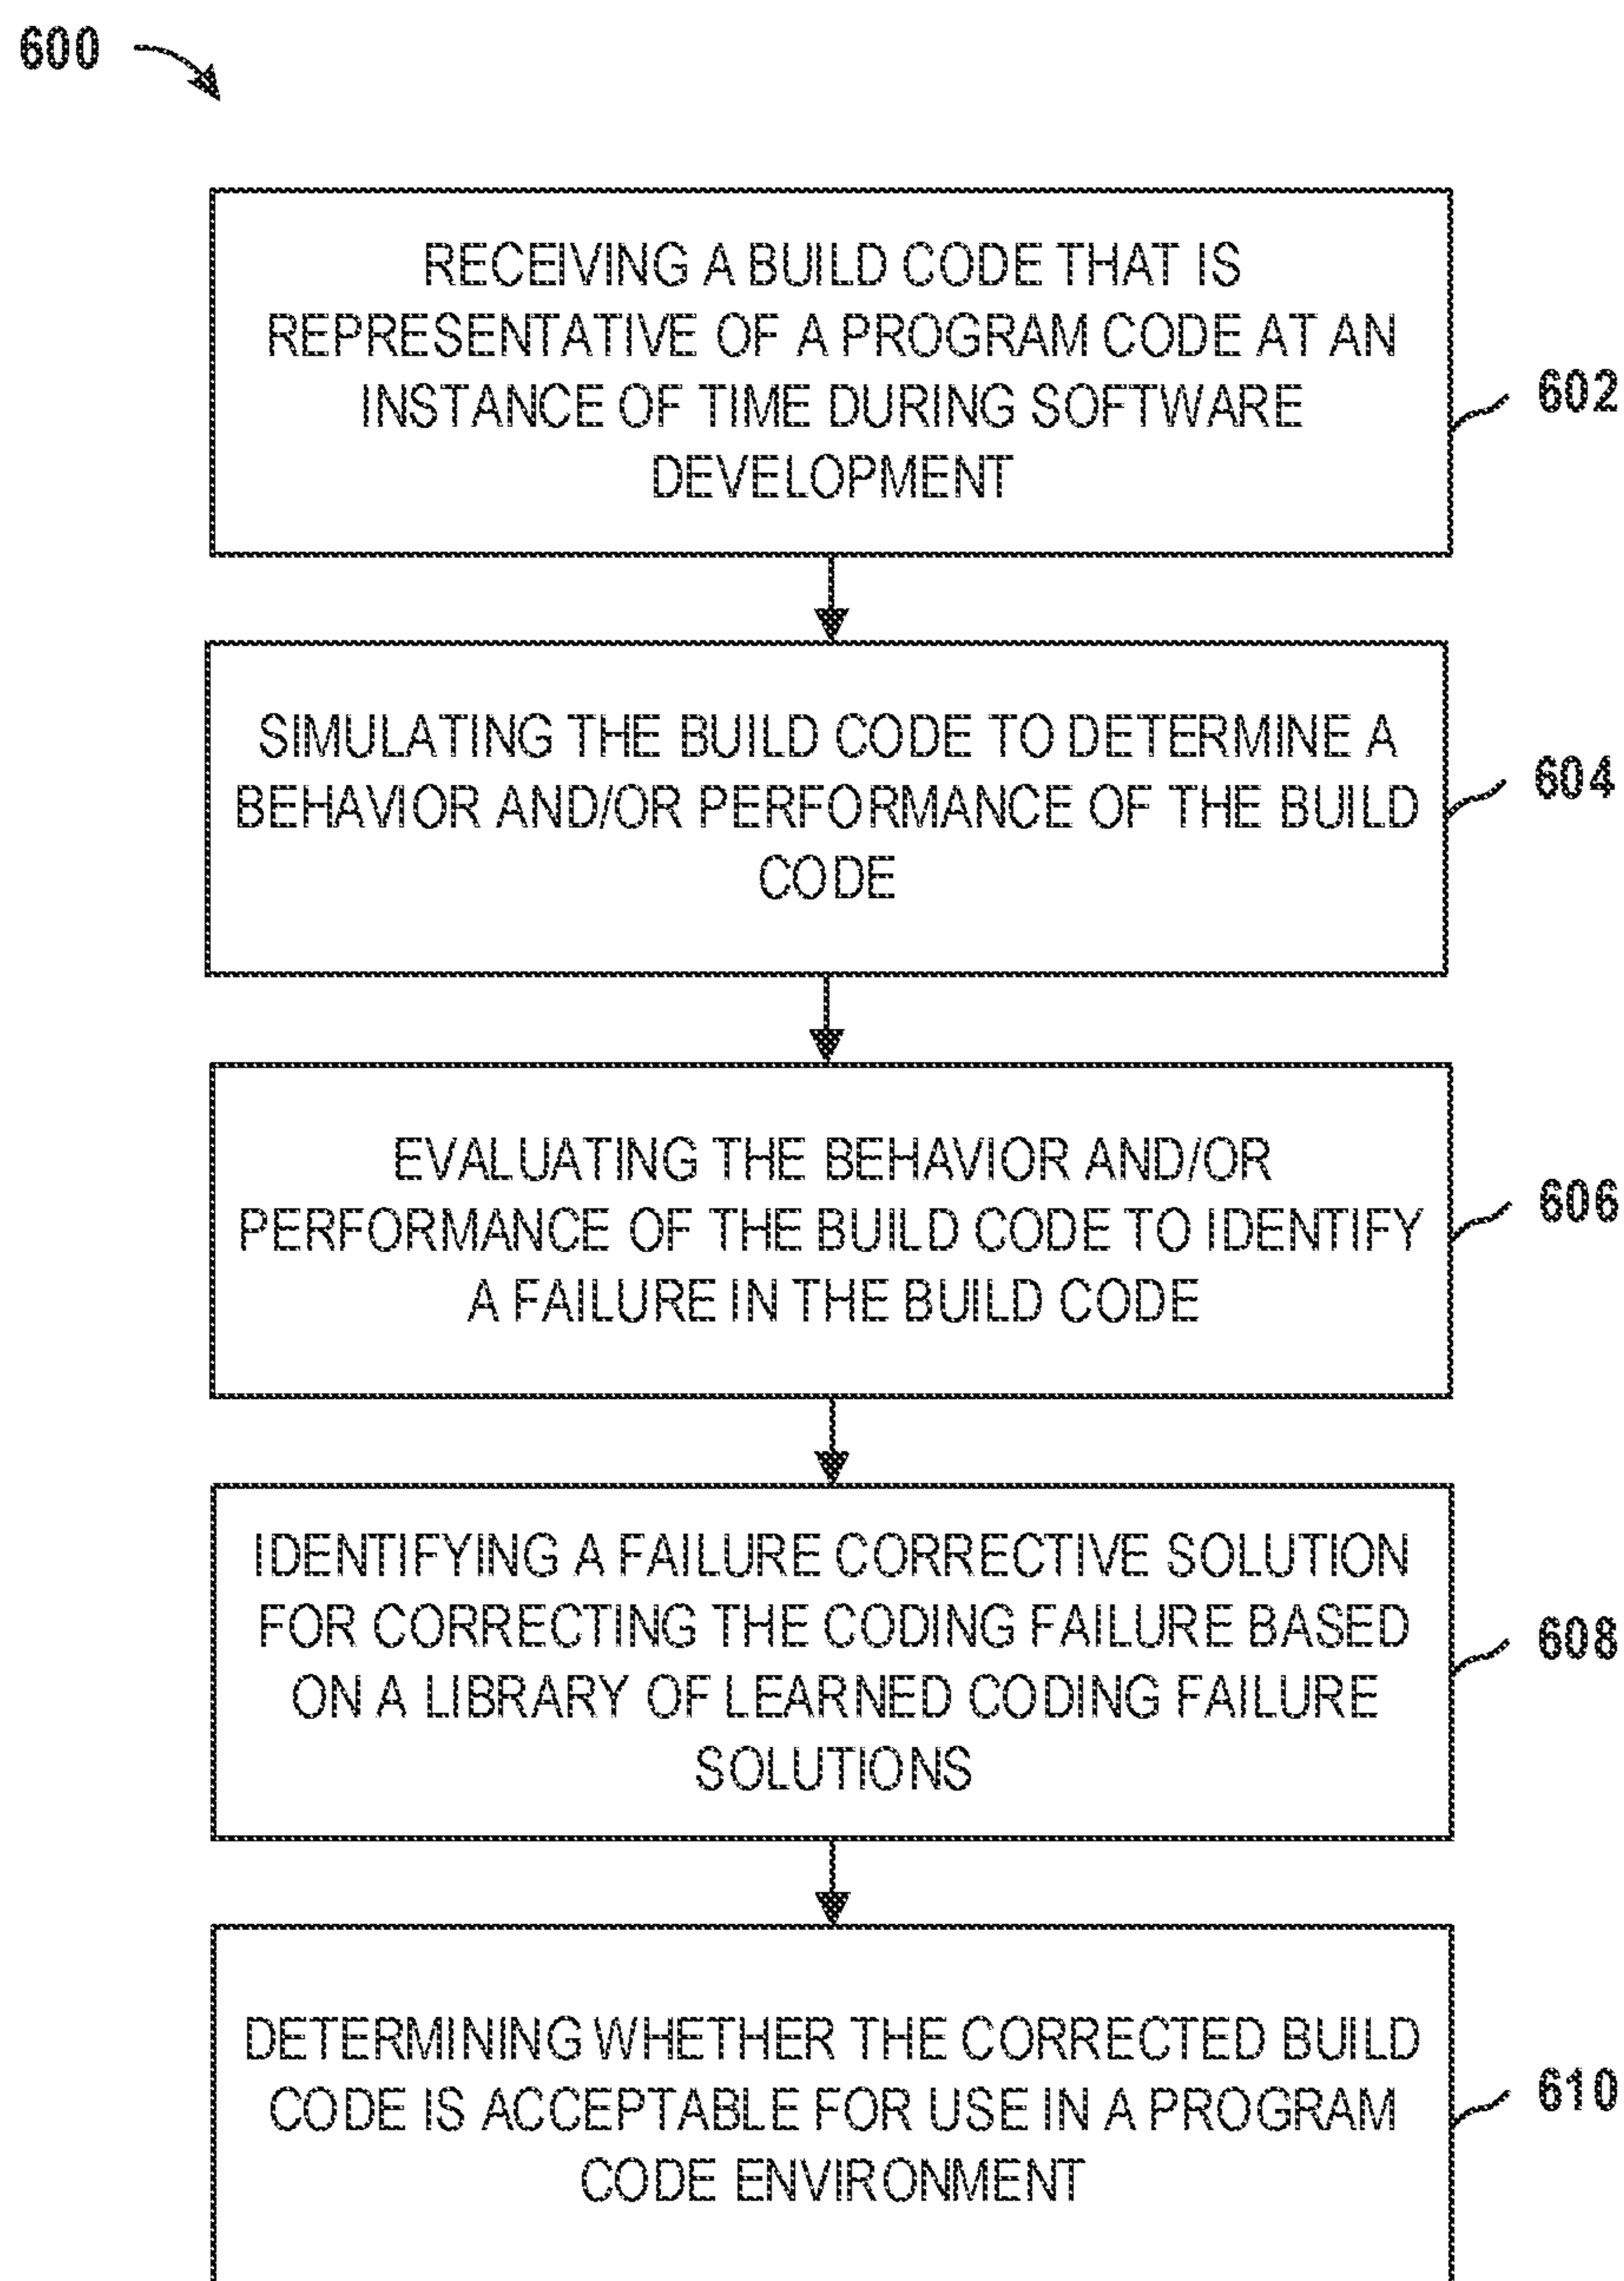 600
RECEIVING A BUILD CODE THAT IS
REPRESENTATIVE OF A PROGRAM CODE AT AN
INSTANCE OF TIME DURING SOFTWARE
DEVELOPMENT
602
SIMULATING THE BUILD CODE TO DETERMINE A
BEHAVIOR AND/OR PERFORMANCE OF THE BUILD
CODE
604
EVALUATING THE BEHAVIOR AND/OR
PERFORMANCE OF THE BUILD CODE TO IDENTIFY
A FAILURE IN THE BUILD CODE
606
IDENTIFYING A FAILURE CORRECTIVE SOLUTION
FOR CORRECTING THE CODING FAILURE BASED
ON A LIBRARY OF LEARNED CODING FAILURE
SOLUTIONS
608
DETERMINING WHETHER THE CORRECTED BUILD
CODE IS ACCEPTABLE FOR USE IN A PROGRAM
CODE ENVIRONMENT
610